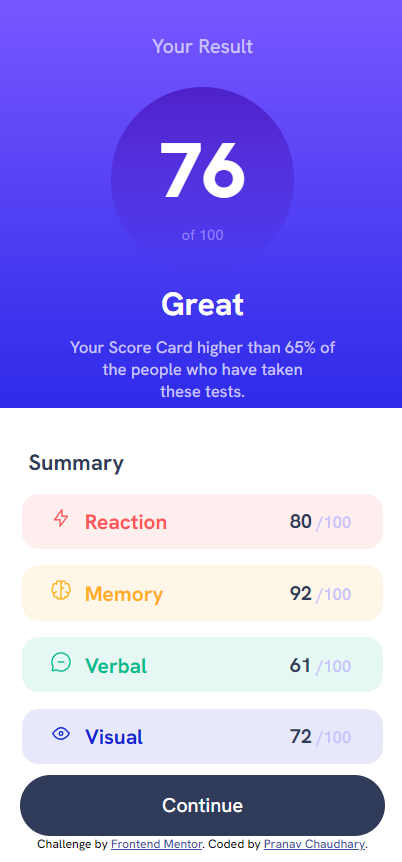 Your Result
76
of 100
Great
Your Score Card higher than 65% of
the people who have taken
these tests.
Summary
Reaction 80 /100
Memory 92 /100
Verbal 61 /100
Visual 72 /100
Continue
Challenge by Frontend Mentor. Coded by Pranav Chaudhary.